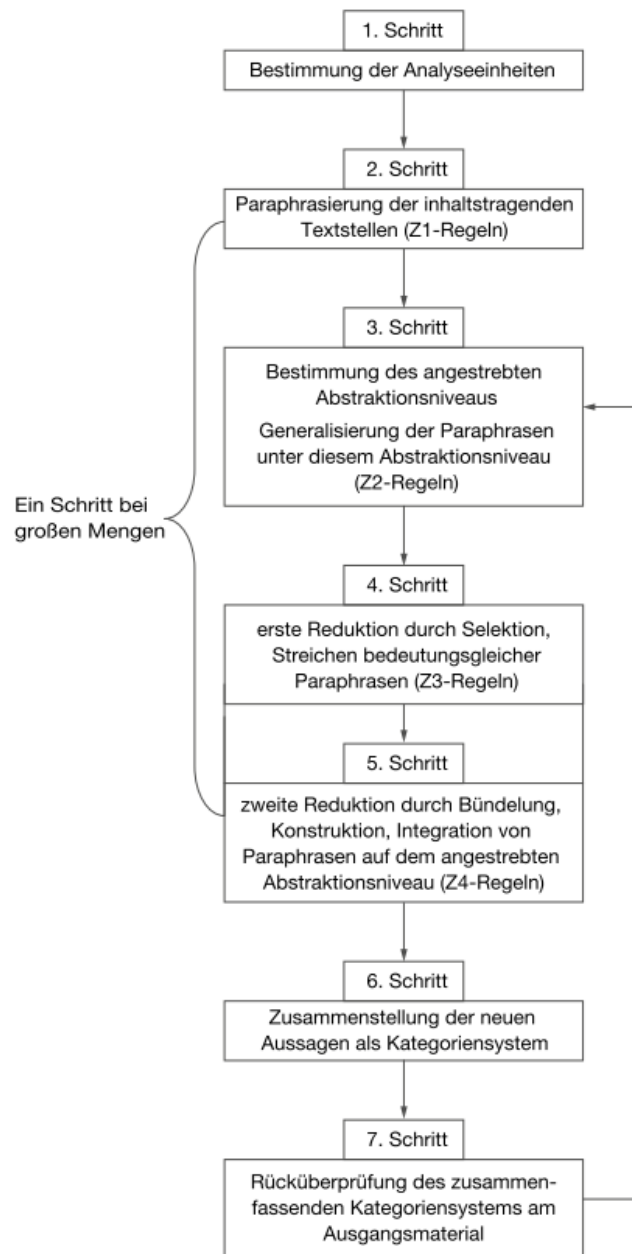 1. Schritt
Bestimmung der Analyseeinheiten
2. Schritt
Paraphrasierung der inhaltstragenden
Textstellen (Z1-Regeln)
3. Schritt
Bestimmung des angestrebten
Abstraktionsniveaus
Generalisierung der Paraphrasen
unter diesem Abstraktionsniveau
(Z2-Regeln)
Ein Schritt bei
großen Mengen
4. Schritt
erste Reduktion durch Selektion,
Streichen bedeutungsgleicher
Paraphrasen (Z3-Regeln)
5. Schritt
zweite Reduktion durch Bündelung,
Konstruktion, Integration von
Paraphrasen auf dem angestrebten
Abstraktionsniveau (Z4-Regeln)
6. Schritt
Zusammenstellung der neuen
Aussagen als Kategoriensystem
7. Schritt
Rücküberprüfung des zusammen-
fassenden Kategoriensystems am
Ausgangsmaterial